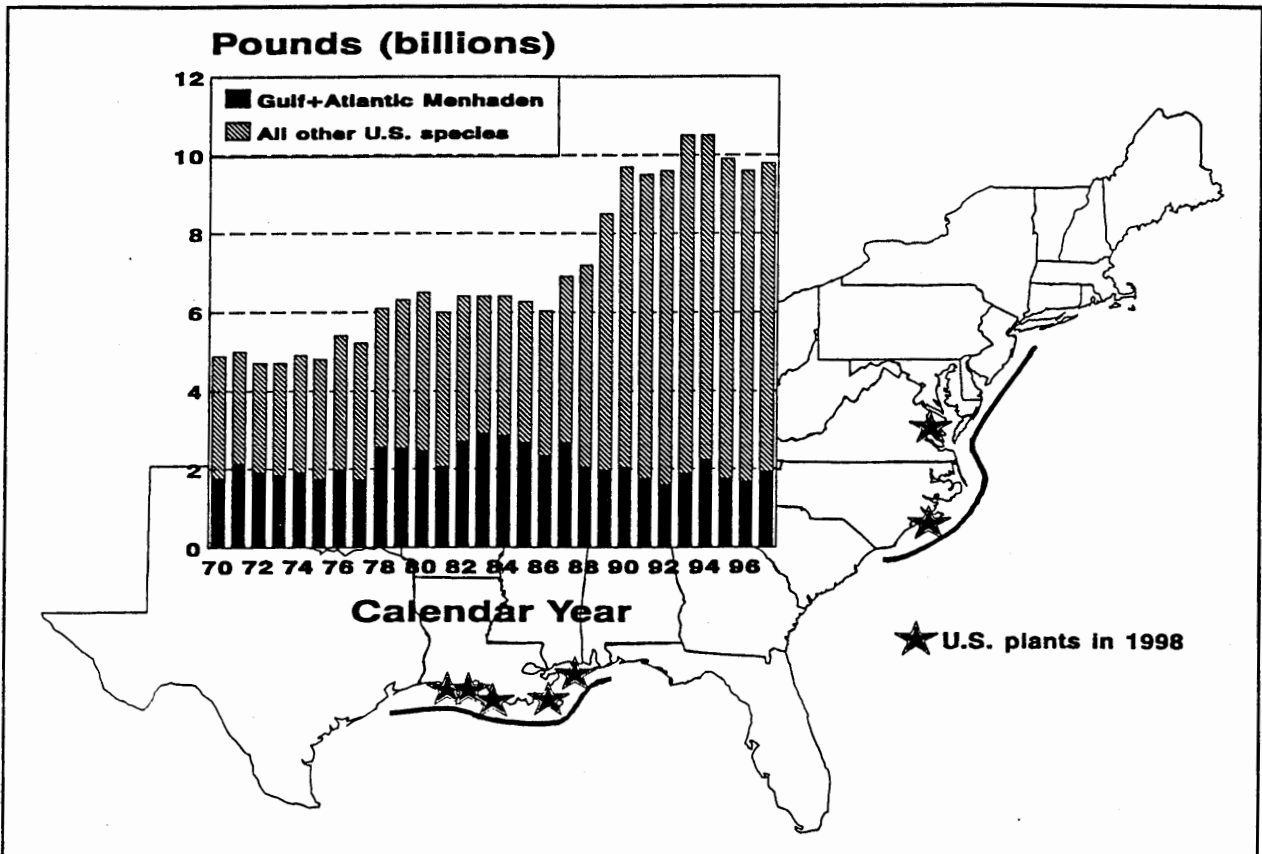 Pounds (billions)
12
Gulf+Atlantic Menhaden
All other U.S. species
10
8
6
4
2
0
70 72 74 76 78 80 82 84 86 88 90 92 94 96
Calendar Year
U.S. plants in 1998